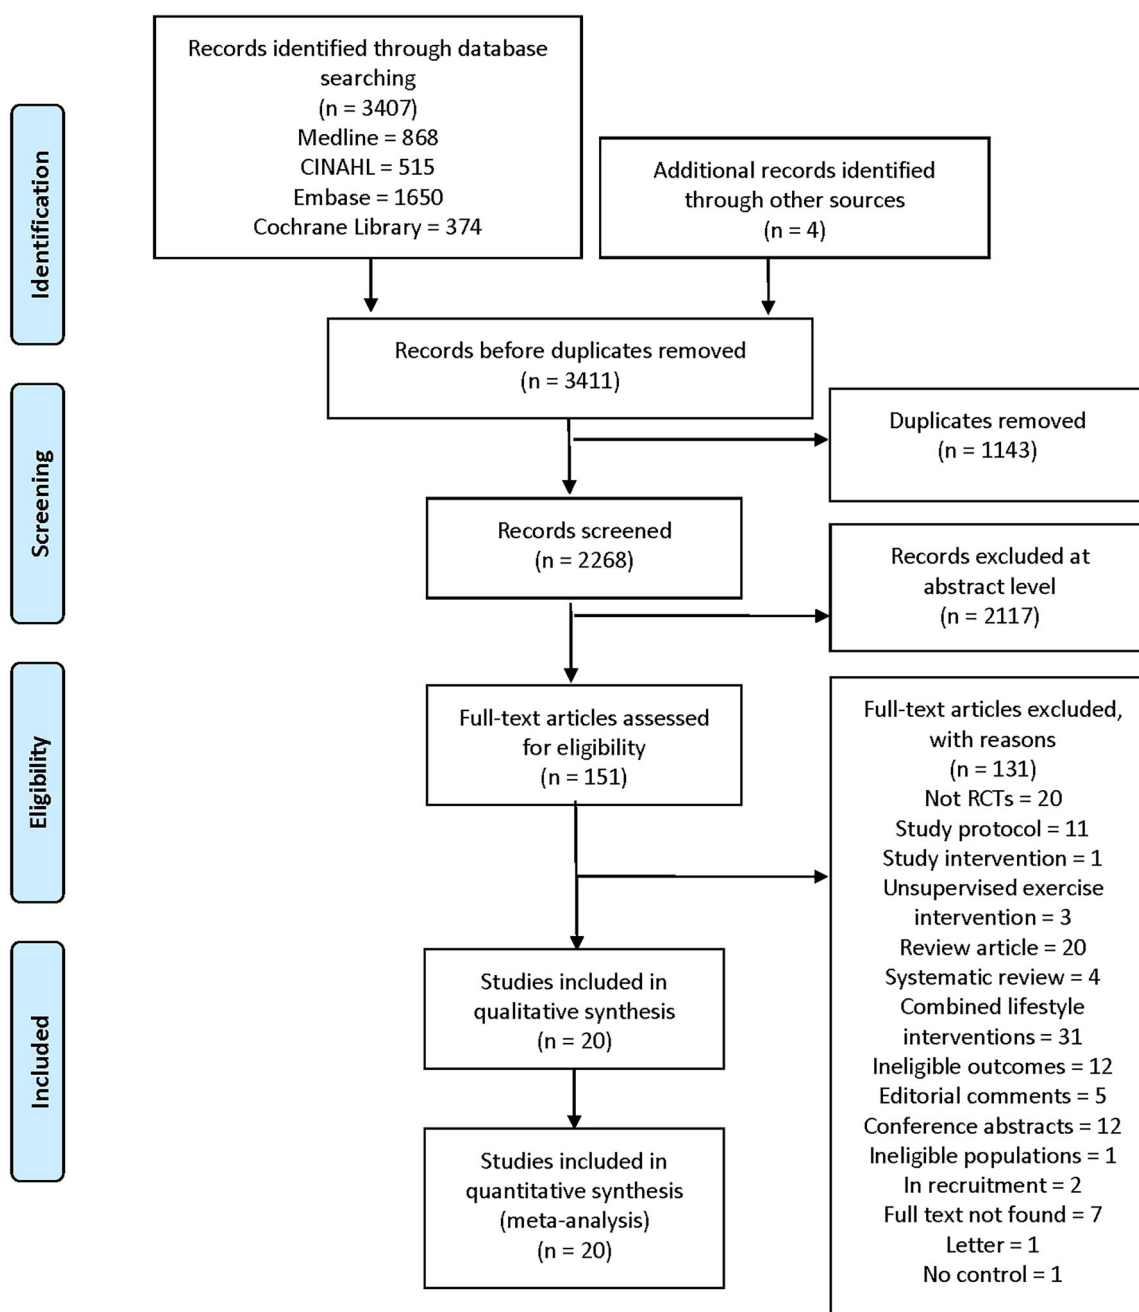 Identification
Records identified through database
searching
(n = 3407)
Medline = 868
CINAHL = 515
Embase = 1650
Cochrane Library = 374
Additional records identified
through other sources
(n = 4)
Records before duplicates removed
(n = 3411)
Screening
Duplicates removed
(n = 1143)
Records screened
(n = 2268)
Records excluded at
abstract level
(n = 2117)
Eligibility
Full-text articles assessed
for eligibility
(n = 151)
Full-text articles excluded,
with reasons
(n = 131)
Not RCTs = 20
Study protocol = 11
Study intervention = 1
Unsupervised exercise
intervention = 3
Review article = 20
Systematic review = 4
Combined lifestyle
interventions = 31
Ineligible outcomes = 12
Editorial comments = 5
Conference abstracts = 12
Ineligible populations = 1
In recruitment = 2
Full text not found = 7
Letter = 1
No control = 1
Included
Studies included in
qualitative synthesis
(n = 20)
Studies included in
quantitative synthesis
(meta-analysis)
(n = 20)